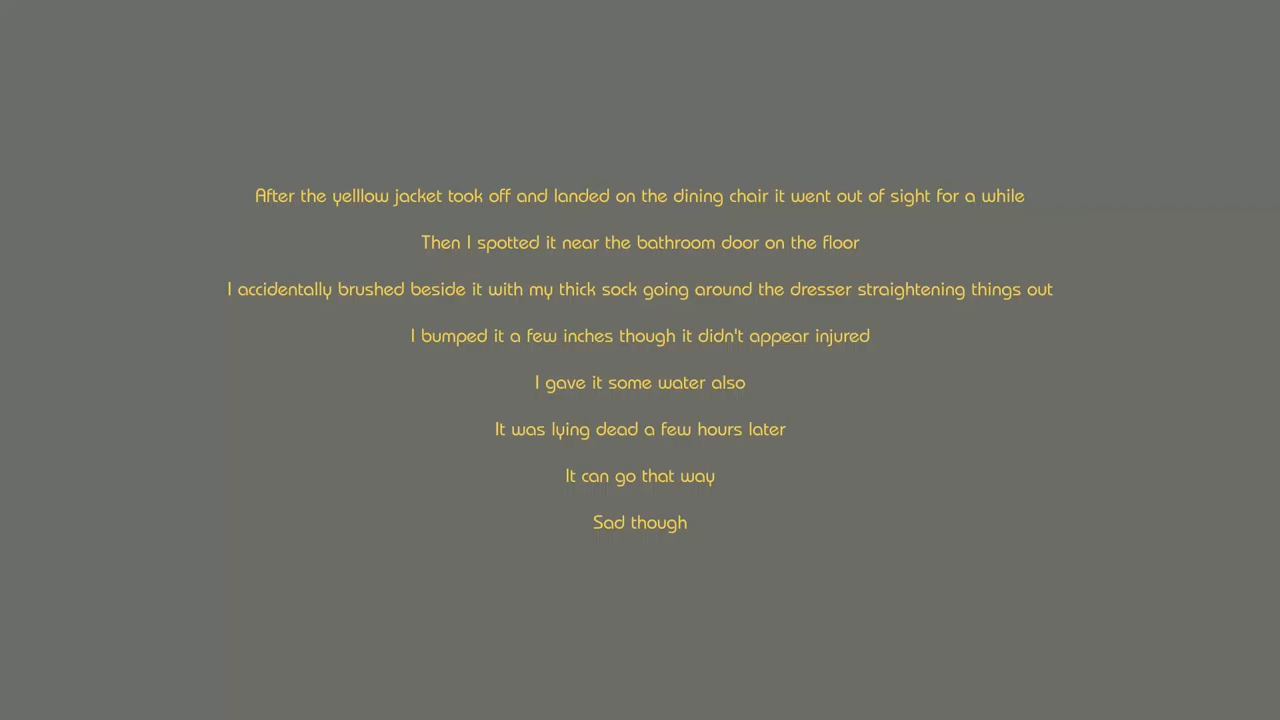 After the yelllow jacket took off and landed on the dining chair it went out of sight for a while
Then I spotted it near the bathroom door on the floor
I accidentally brushed beside it with my thick sock going around the dresser straightening things out
I bumped it a few inches though it didn't appear injured
I gave it some water also
It was lying dead a few hours later
It can go that way
Sad though